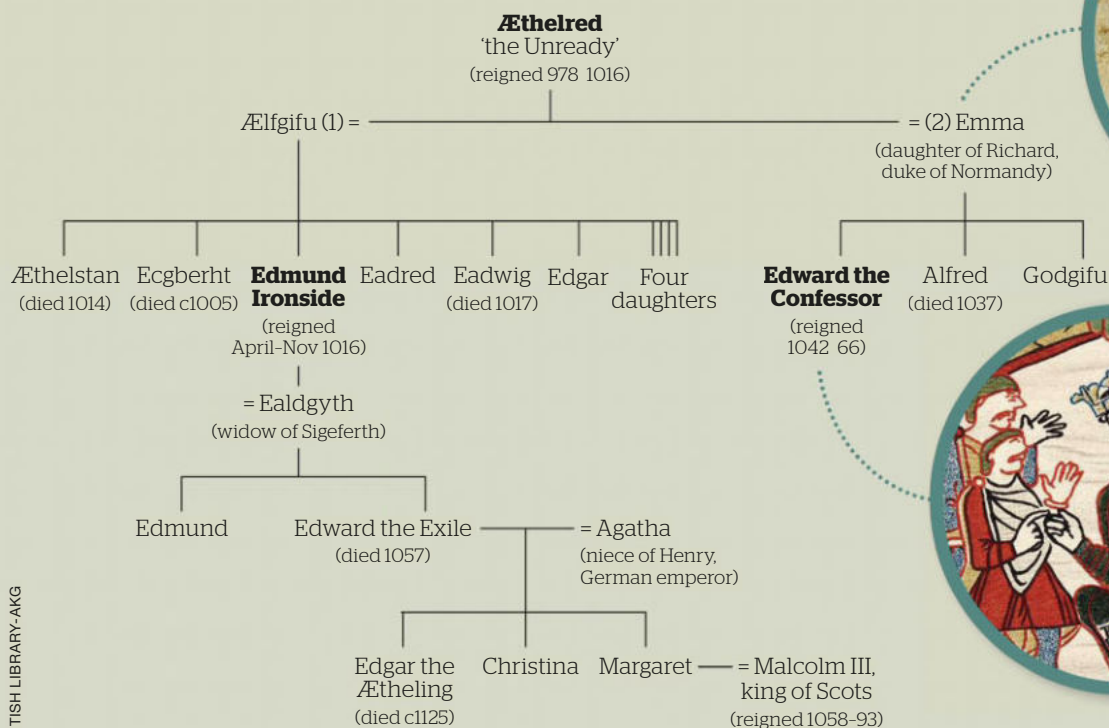 Æthelred
‘the Unready’
(reigned 978 1016)
Ælfgifu (1) =
= (2) Emma
(daughter of Richard,
duke of Normandy)
Æthelstan
(died 1014)
Ecgberht
(died c1005)
Edmund
Ironside
(reigned
April–Nov 1016)
Eadred
Eadwig
(died 1017)
Edgar
Four
daughters
Edward the
Confessor
(reigned
1042 66)
Alfred
(died 1037)
Godgifu
= Ealdgyth
(widow of Sigeferth)
Edmund
Edward the Exile
(died 1057)
= Agatha
(niece of Henry,
German emperor)
Edgar the
Ætheling
(died c1125)
Christina
Margaret
= Malcolm III,
king of Scots
(reigned 1058–93)
TISH LIBRARY-AKG